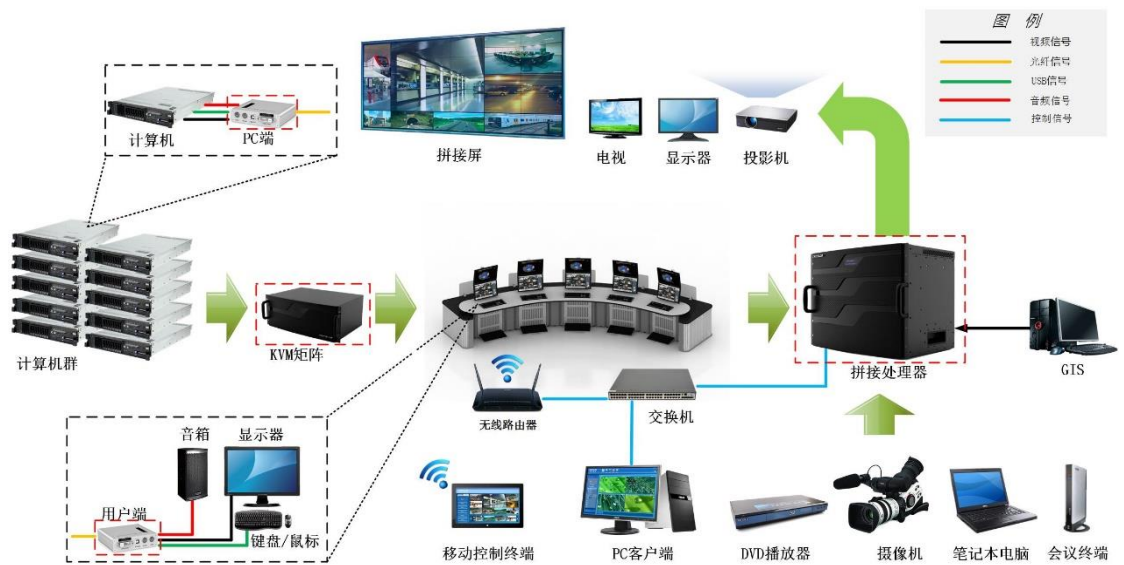 图 例
视频信号
光纤信号
USB信号
音频信号
控制信号
计算机
PC端
拼接屏
电视
显示器
投影机
计算机群
KVM矩阵
拼接处理器
GIS
无线路由器
交换机
音箱
显示器
用户端
键盘/鼠标
移动控制终端
PC客户端
DVD播放器
摄像机
笔记本电脑
会议终端